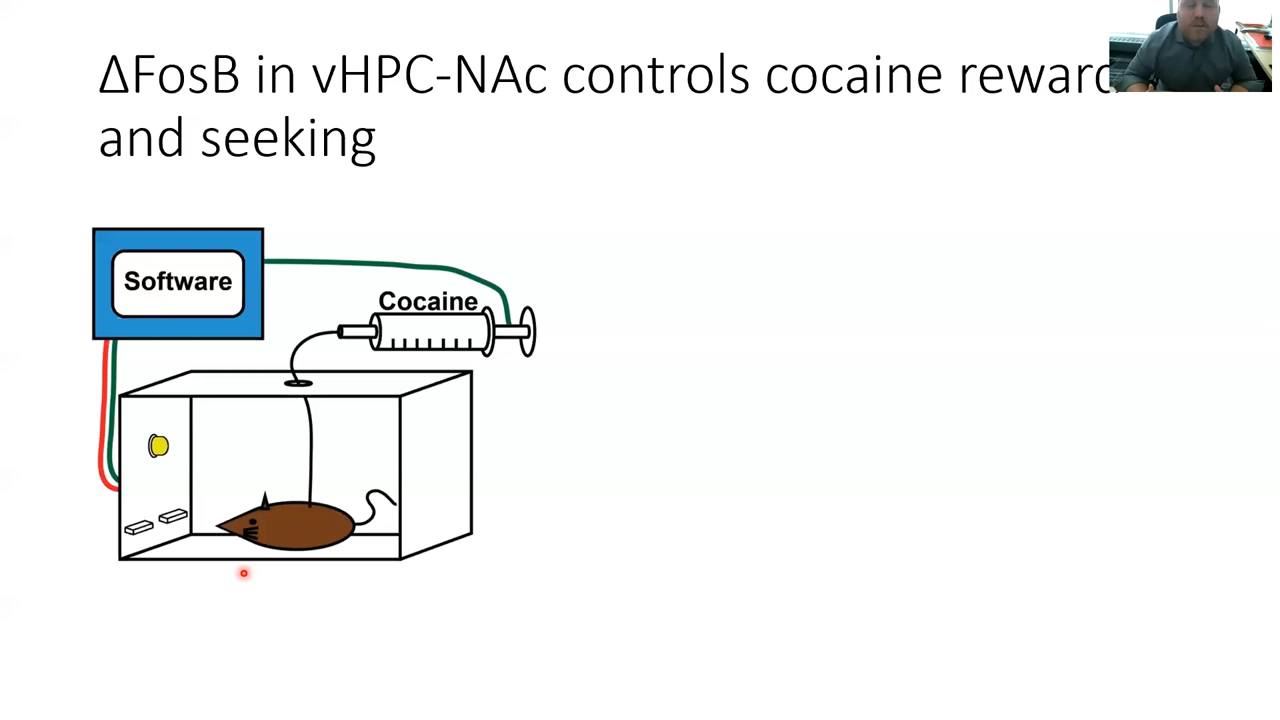 ΔFosB in vHPC-NAc controls cocaine reward
and seeking
Software
Cocaine